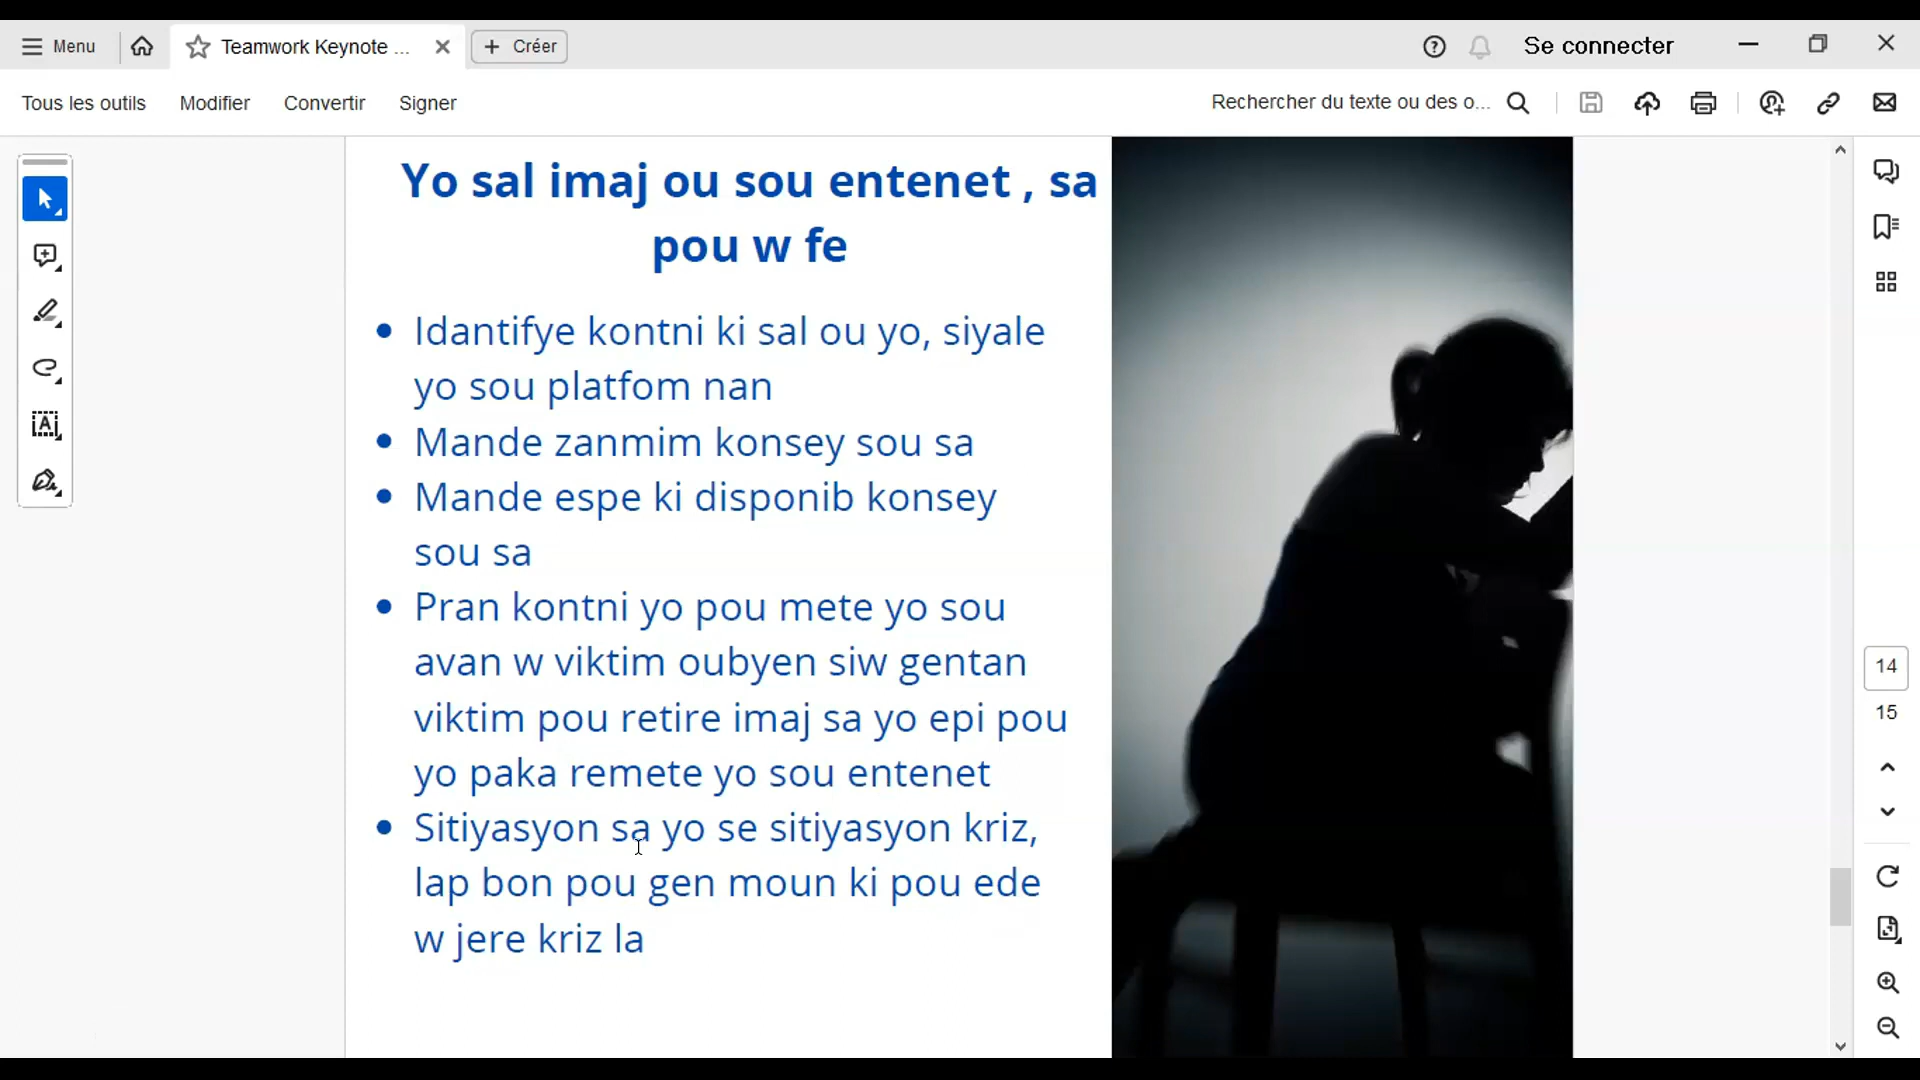 Menu
Teamwork Keynote ...
Créer
Se connecter
Tous les outils
Modifier
Convertir
Signer
Rechercher du texte ou des o...
Yo sal imaj ou sou entenet , sa
pou w fe
• Idantifye kontni ki sal ou yo, siyale
yo sou platfom nan
• Mande zanmim konsey sou sa
• Mande espe ki disponib konsey
sou sa
• Pran kontni yo pou mete yo sou
avan w viktim oubyen siw gentan
viktim pou retire imaj sa yo epi pou
yo paka remete yo sou entenet
• Sitiyasyon sa yo se sitiyasyon kriz,
lap bon pou gen moun ki pou ede
w jere kriz la
14
15